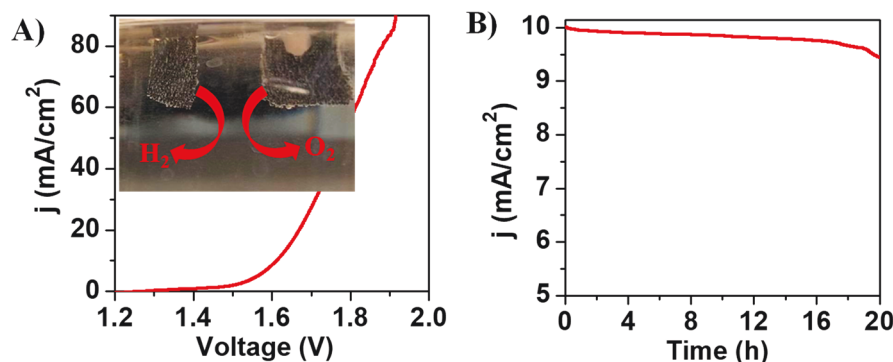 A)
j (mA/cm²)
80
60
40
20
0
H₂
O₂
1.2
1.4
1.6
1.8
2.0
Voltage (V)
B)
j (mA/cm²)
10
9
8
7
6
5
0
4
8
12
16
20
Time (h)